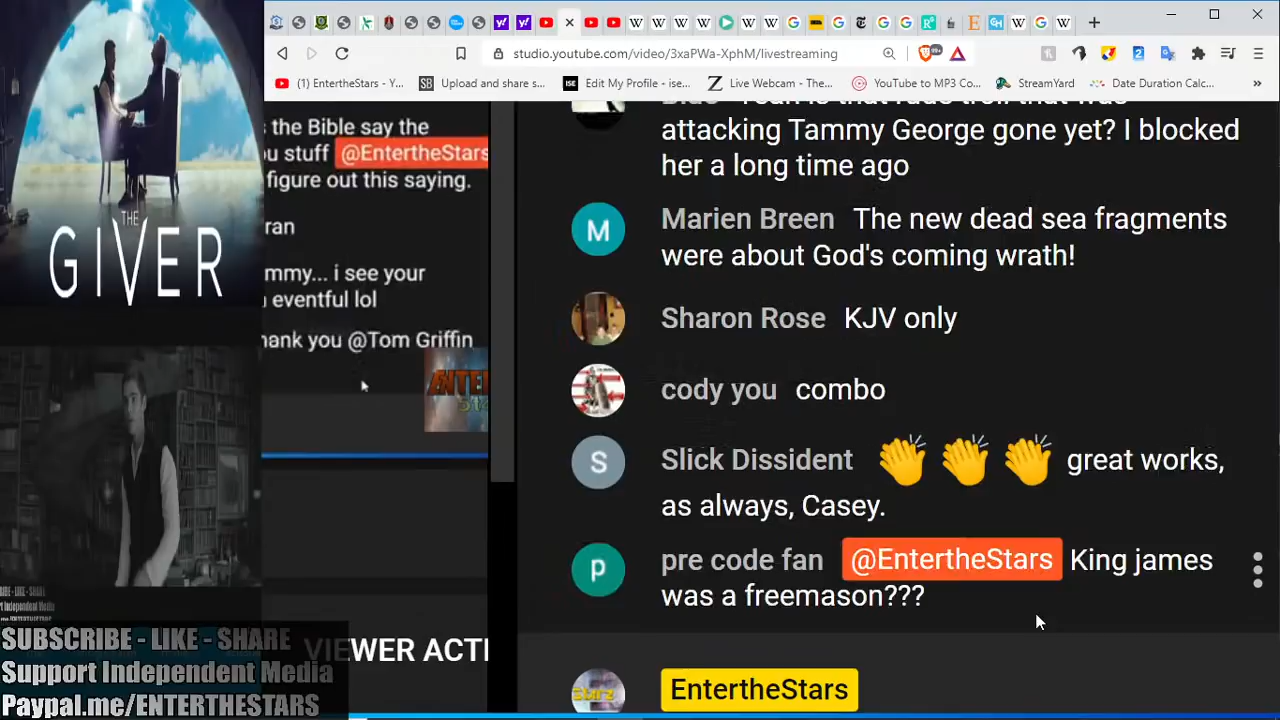 THE
GIVER
studio.youtube.com/video/3xaPWa-XphM/livestreaming
99+
(1) EntertheStars - Y...
SB Upload and share s...
ISE Edit My Profile - ise...
Live Webcam - The...
YouTube to MP3 Co...
StreamYard
Date Duration Calc...
s the Bible say the
u stuff @EntertheStars
figure out this saying.
ran
mmy... i see your
eventful lol
hank you @Tom Griffin
attacking Tammy George gone yet? I blocked
her a long time ago
M
Marien Breen The new dead sea fragments
were about God's coming wrath!
Sharon Rose KJV only
cody you combo
S
Slick Dissident 👏 👏 👏 great works,
as always, Casey.
p
pre code fan @EntertheStars King james
was a freemason???
EntertheStars
VIEWER ACTI
SUBSCRIBE - LIKE - SHARE
Support Independent Media
Paypal.me/ENTERTHESTARS